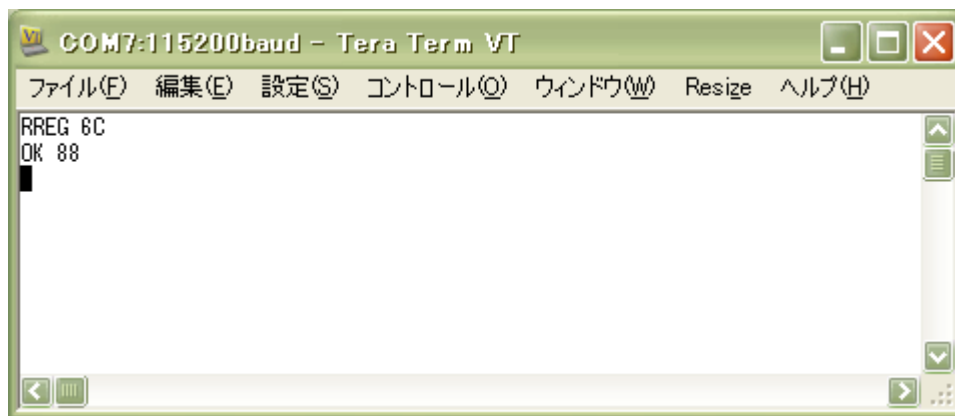 COM7:115200baud - Tera Term VT
ファイル(F) 編集(E) 設定(S) コントロール(O) ウィンドウ(W) Resize ヘルプ(H)
RREG 6C
OK 88